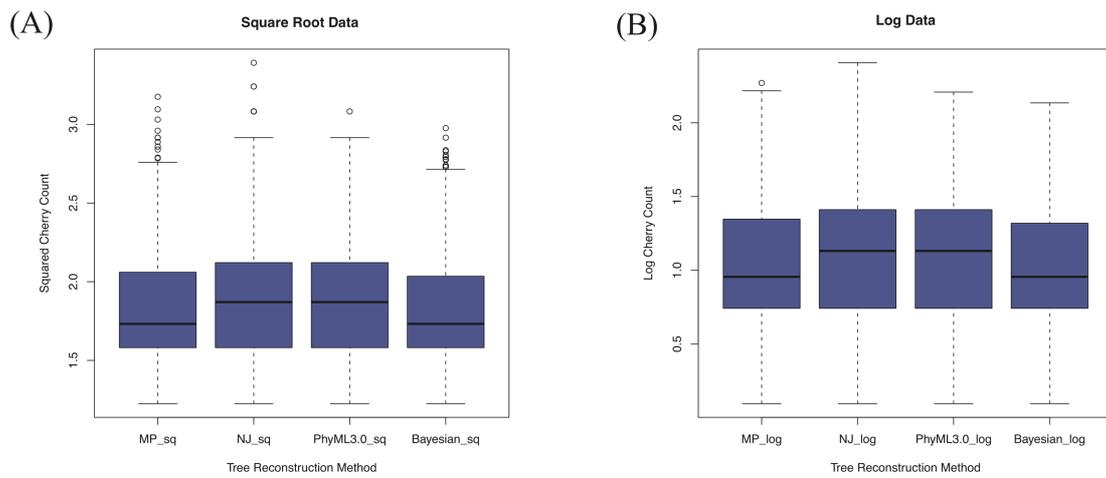 (A)
Square Root Data
Squared Cherry Count
3.0
2.5
2.0
1.5
MP_sq NJ_sq PhyML3.0_sq Bayesian_sq
Tree Reconstruction Method
(B)
Log Data
Log Cherry Count
2.0
1.5
1.0
0.5
MP_log NJ_log PhyML3.0_log Bayesian_log
Tree Reconstruction Method